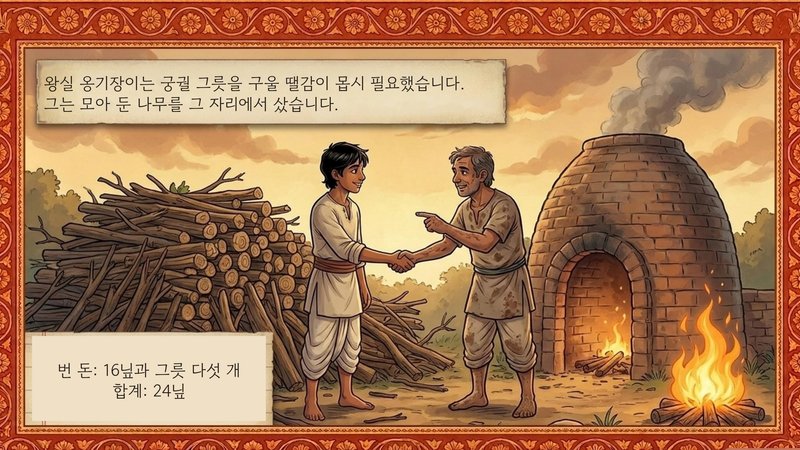 왕실 옹기장이는 궁궐 그릇을 구울 땔감이 몹시 필요했습니다.
그는 모아 둔 나무를 그 자리에서 샀습니다.
번 돈: 16닢과 그릇 다섯 개
합계: 24닢